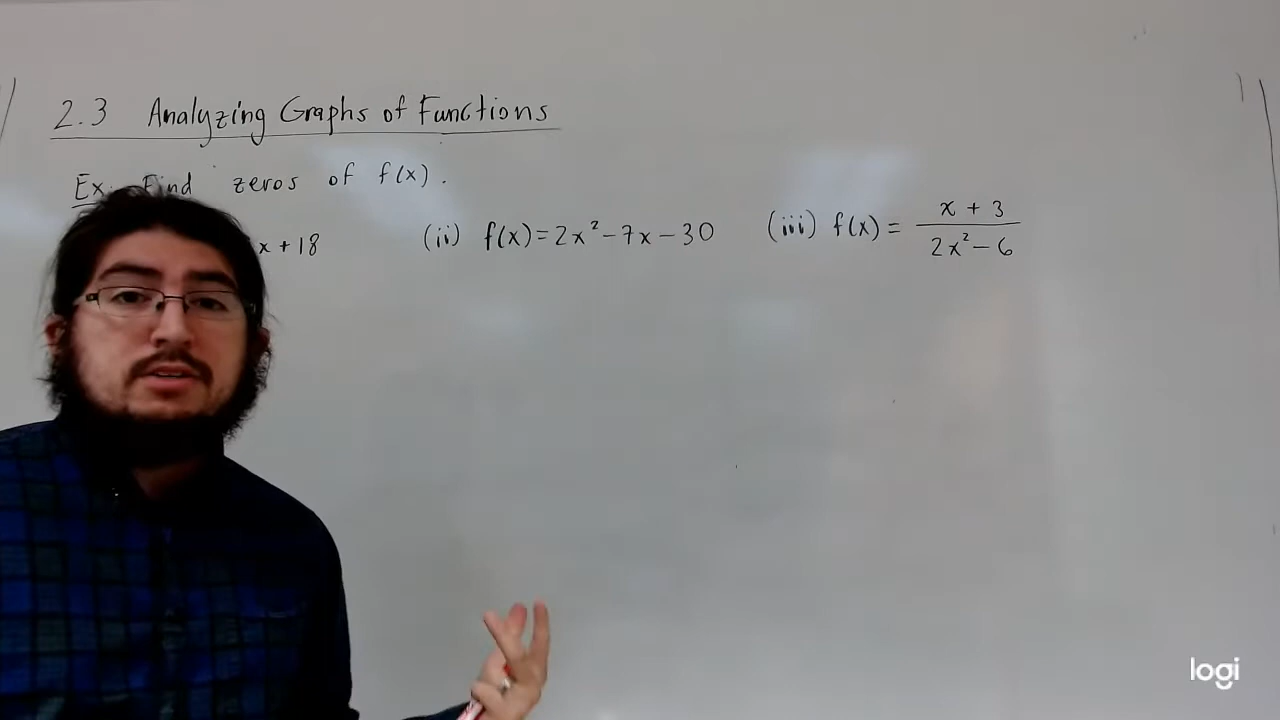 2.3 Analyzing Graphs of Functions
Ex: Find zeros of f(x).
x + 18 (ii) f(x) = 2x² - 7x - 30 (iii) f(x) = x + 3 / 2x² - 6
logi